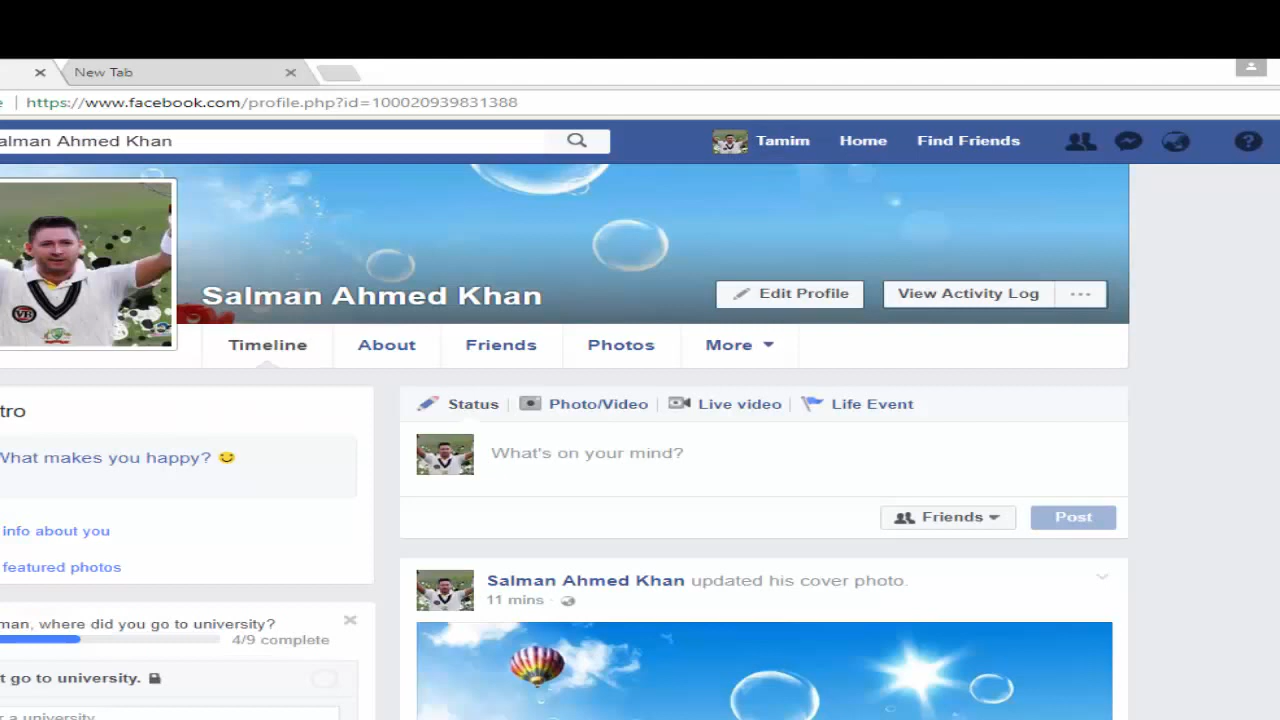 New Tab
e | https://www.facebook.com/profile.php?id=100020939831388
alman Ahmed Khan
Tamim Home Find Friends
Salman Ahmed Khan
Edit Profile
View Activity Log
Timeline About Friends Photos More
tro
What makes you happy?
info about you
featured photos
man, where did you go to university?
4/9 complete
t go to university.
r a university
Status Photo/Video Live video Life Event
What's on your mind?
Friends Post
Salman Ahmed Khan updated his cover photo.
11 mins ·